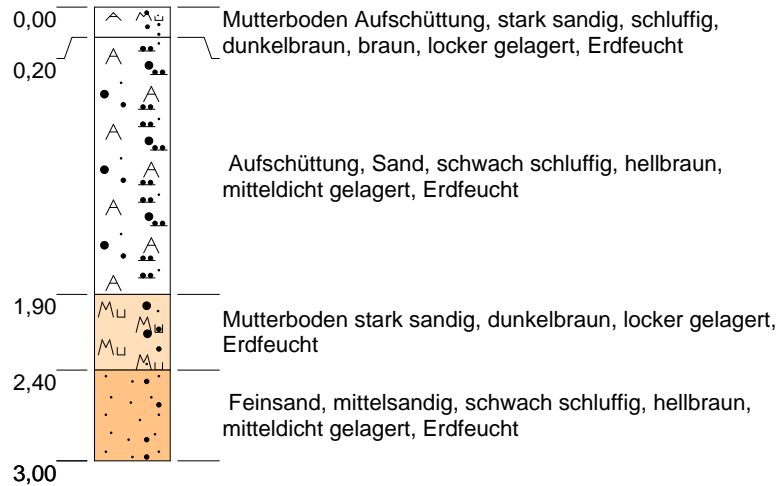 0,00
Mutterboden Aufschüttung, stark sandig, schluffig,
dunkelbraun, braun, locker gelagert, Erdfeucht
0,20
Aufschüttung, Sand, schwach schluffig, hellbraun,
mitteldicht gelagert, Erdfeucht
1,90
Mutterboden stark sandig, dunkelbraun, locker gelagert,
Erdfeucht
2,40
Feinsand, mittelsandig, schwach schluffig, hellbraun,
mitteldicht gelagert, Erdfeucht
3,00